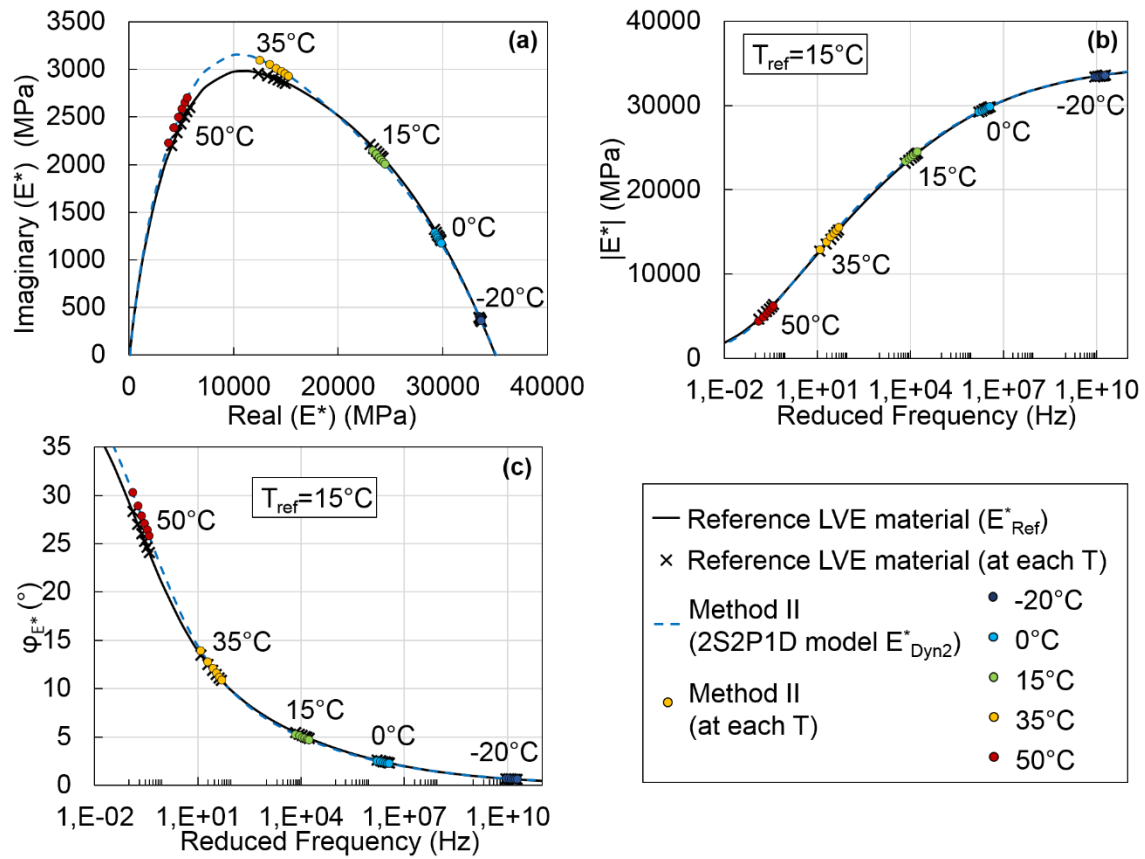 (a)
3500
3000
2500
2000
1500
1000
500
0
Imaginary (E*) (MPa)
35°C
50°C
15°C
0°C
-20°C
0 10000 20000 30000 40000
Real (E*) (MPa)
(b)
T_ref=15°C
40000
30000
20000
10000
0
|E*| (MPa)
-20°C
0°C
15°C
35°C
50°C
1,E-02 1,E+01 1,E+04 1,E+07 1,E+10
Reduced Frequency (Hz)
(c)
T_ref=15°C
35
30
25
20
15
10
5
0
φ_E* (°)
50°C
35°C
15°C
0°C
-20°C
1,E-02 1,E+01 1,E+04 1,E+07 1,E+10
Reduced Frequency (Hz)
Reference LVE material (E*_Ref)
Reference LVE material (at each T)
Method II
(2S2P1D model E*_Dyn2)
Method II
(at each T)
-20°C
0°C
15°C
35°C
50°C